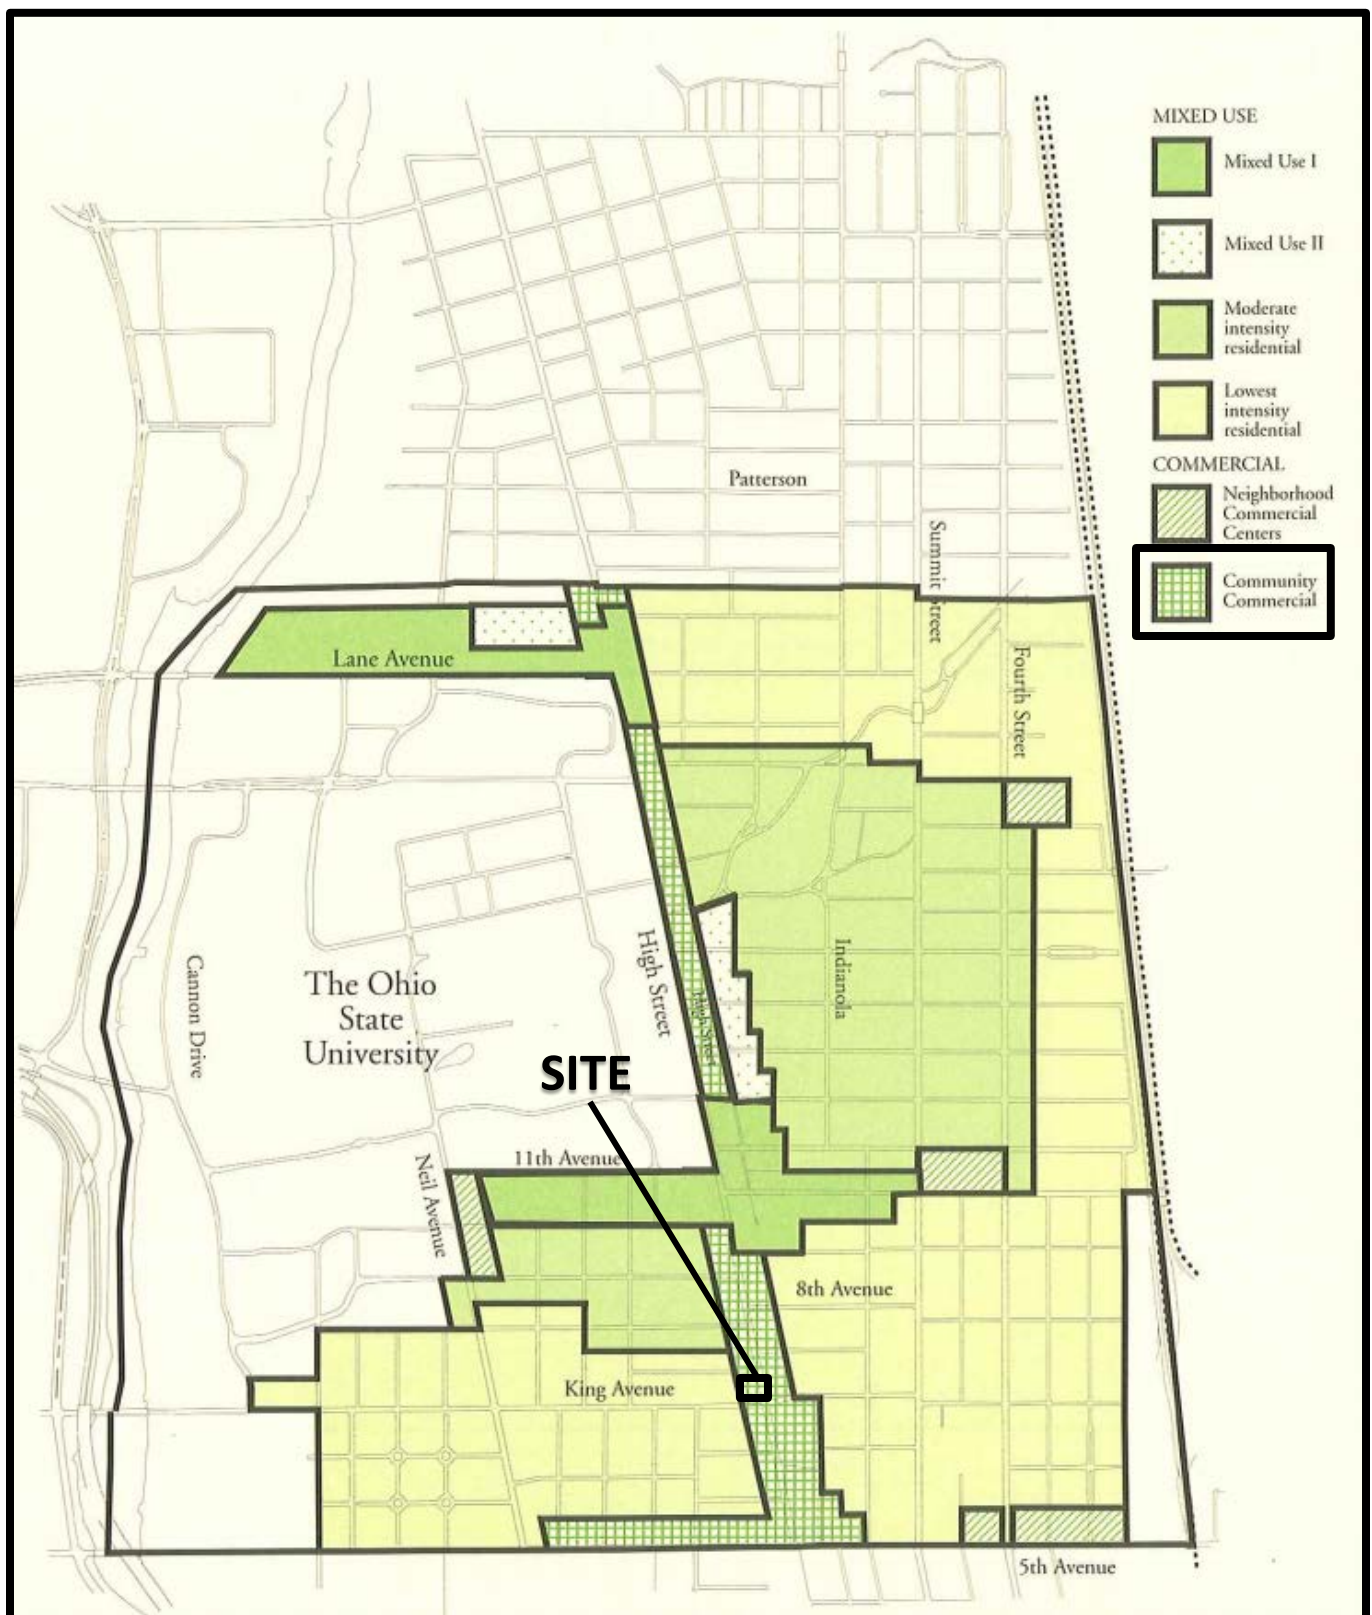 MIXED USE
Mixed Use I
Mixed Use II
Moderate
intensity
residential
Lowest
intensity
residential
COMMERCIAL
Neighborhood
Commercial
Centers
Community
Commercial
Patterson
Summit Street
Fourth Street
Lane Avenue
High Street
High Street
Indianola
Cannon Drive
The Ohio
State
University
SITE
11th Avenue
Neil Avenue
8th Avenue
King Avenue
5th Avenue